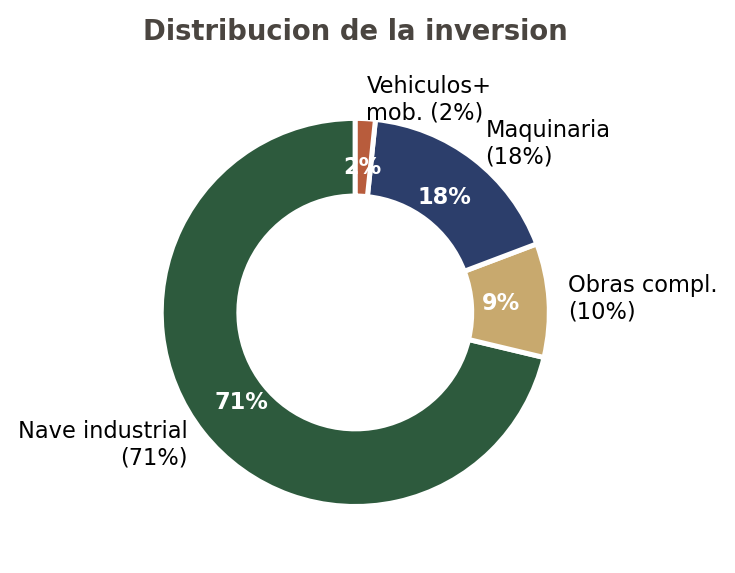 Distribucion de la inversion
Vehiculos+
mob. (2%)
Maquinaria
(18%)
2%
18%
Obras compl.
(10%)
9%
71%
Nave industrial
(71%)